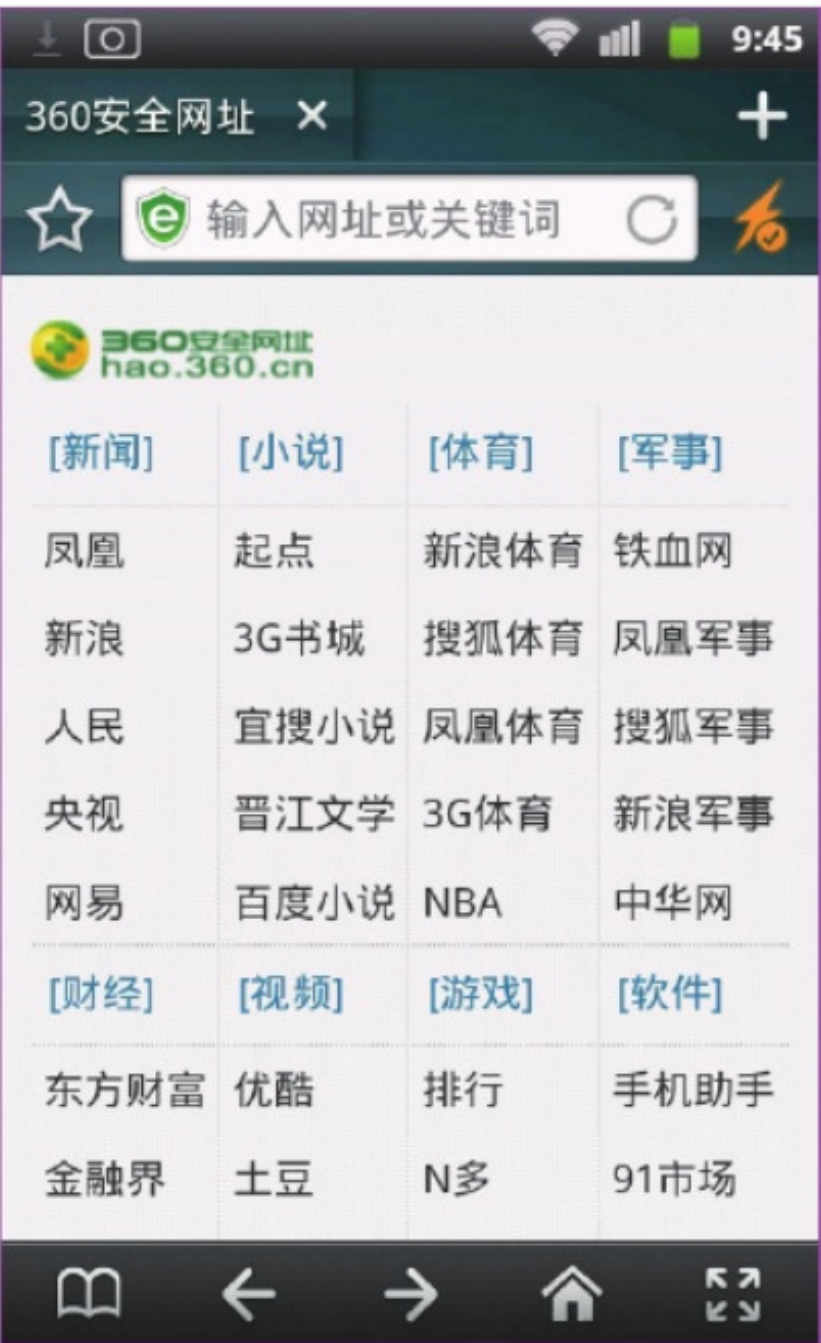 9:45
360安全网址
输入网址或关键词
360安全网址
hao.360.cn
[新闻] [小说] [体育] [军事]
凤凰 起点 新浪体育 铁血网
新浪 3G书城 搜狐体育 凤凰军事
人民 宜搜小说 凤凰体育 搜狐军事
央视 晋江文学 3G体育 新浪军事
网易 百度小说 NBA 中华网
[财经] [视频] [游戏] [软件]
东方财富 优酷 排行 手机助手
金融界 土豆 N多 91市场